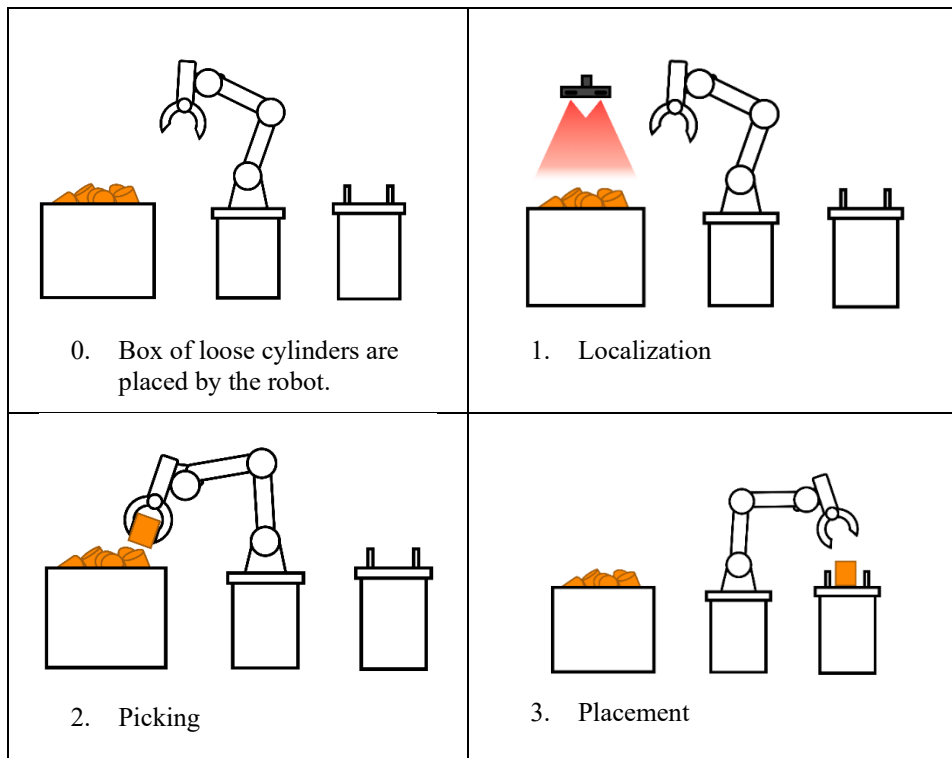 0. Box of loose cylinders are
placed by the robot.
1. Localization
2. Picking
3. Placement